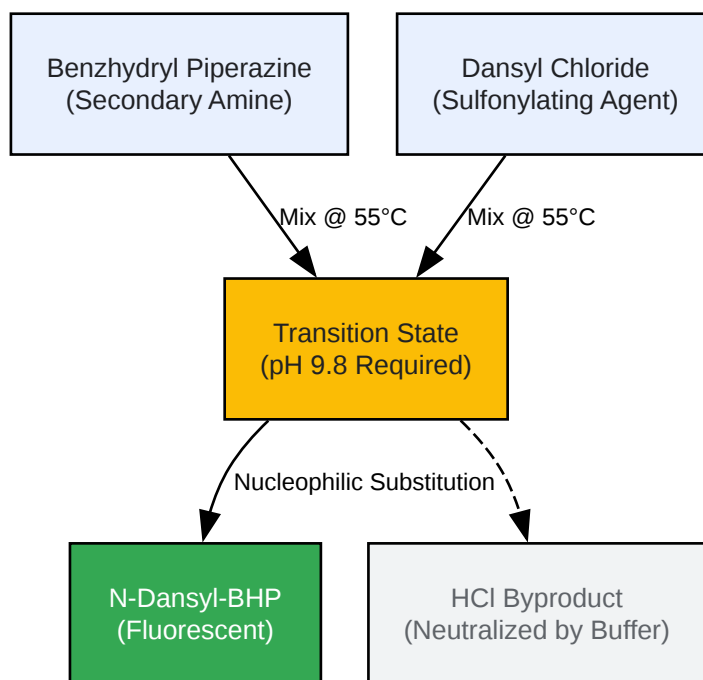 Benzhydryl Piperazine
(Secondary Amine)
Dansyl Chloride
(Sulfonylating Agent)
Mix @ 55°C
Mix @ 55°C
Transition State
(pH 9.8 Required)
Nucleophilic Substitution
N-Dansyl-BHP
(Fluorescent)
HCl Byproduct
(Neutralized by Buffer)